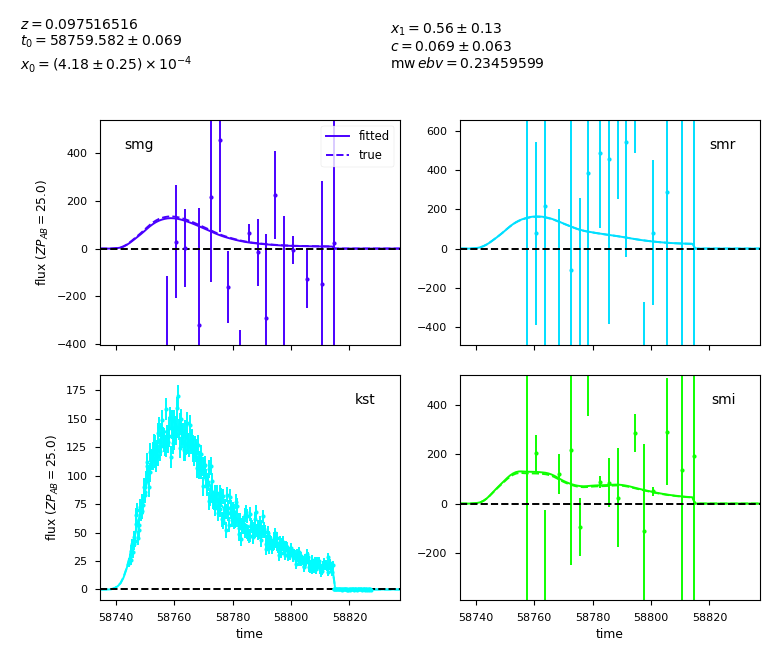 z = 0.097516516
t₀ = 58759.582 ± 0.069
x₀ = (4.18 ± 0.25) × 10⁻⁴
x₁ = 0.56 ± 0.13
c = 0.069 ± 0.063
mw ebv = 0.23459599
smg
fitted
true
flux (ZP_AB = 25.0)
400
200
0
−200
−400
smr
600
400
200
0
−200
−400
kst
flux (ZP_AB = 25.0)
175
150
125
100
75
50
25
0
58740 58760 58780 58800 58820
time
smi
400
200
0
−200
58740 58760 58780 58800 58820
time